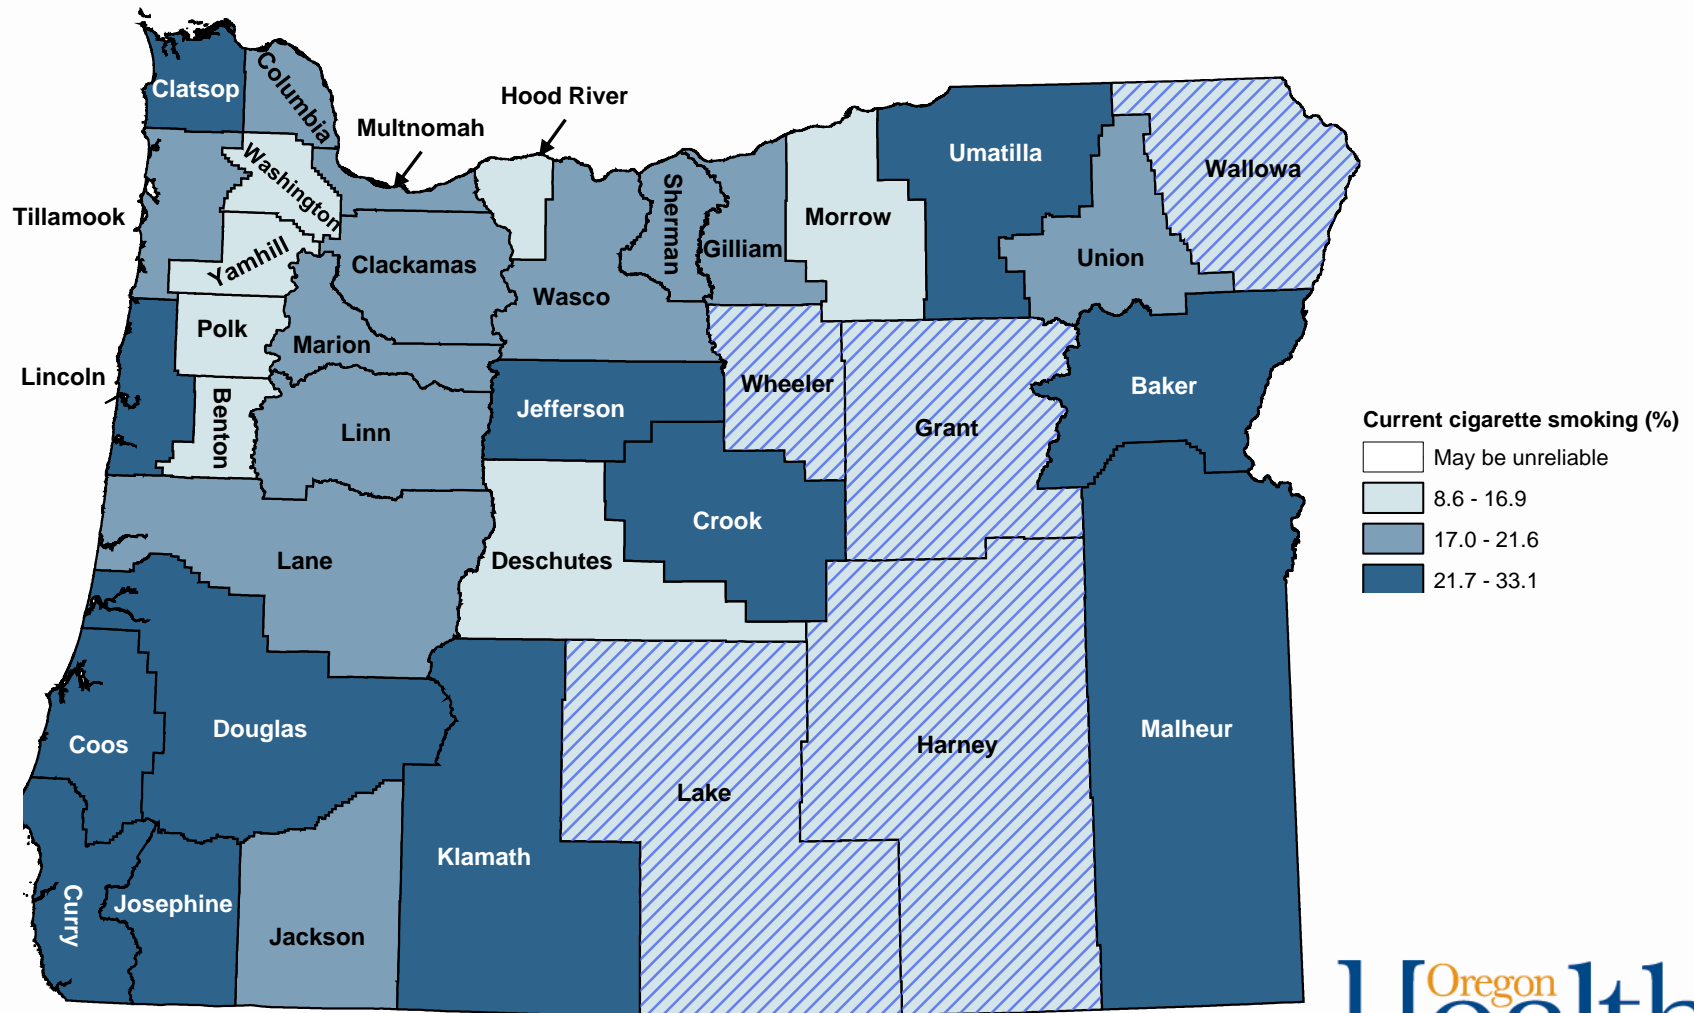 Clatsop
Columbia
Hood River
Multnomah
Washington
Umatilla
Wallowa
Tillamook
Sherman
Morrow
Yamhill
Clackamas
Gilliam
Union
Wasco
Polk
Marion
Lincoln
Wheeler
Baker
Jefferson
Benton
Linn
Grant
Current cigarette smoking (%)
May be unreliable
8.6 - 16.9
17.0 - 21.6
21.7 - 33.1
Crook
Lane
Deschutes
Douglas
Malheur
Coos
Harney
Lake
Klamath
Curry
Josephine
Jackson
Oregon
Health